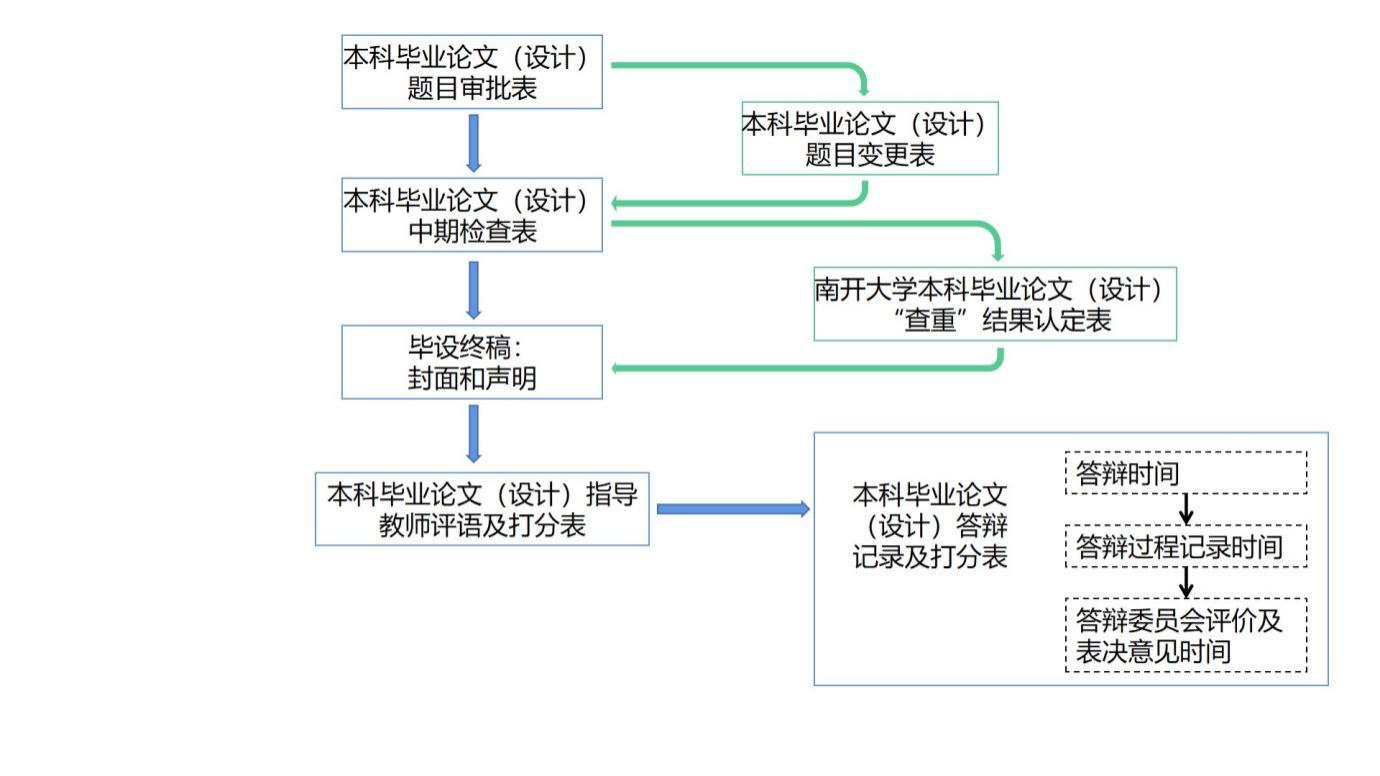 本科毕业论文（设计）
题目审批表
本科毕业论文（设计）
题目变更表
本科毕业论文（设计）
中期检查表
南开大学本科毕业论文（设计）
“查重”结果认定表
毕设终稿：
封面和声明
本科毕业论文（设计）指导
教师评语及打分表
本科毕业论文
（设计）答辩
记录及打分表
答辩时间
答辩过程记录时间
答辩委员会评价及
表决意见时间